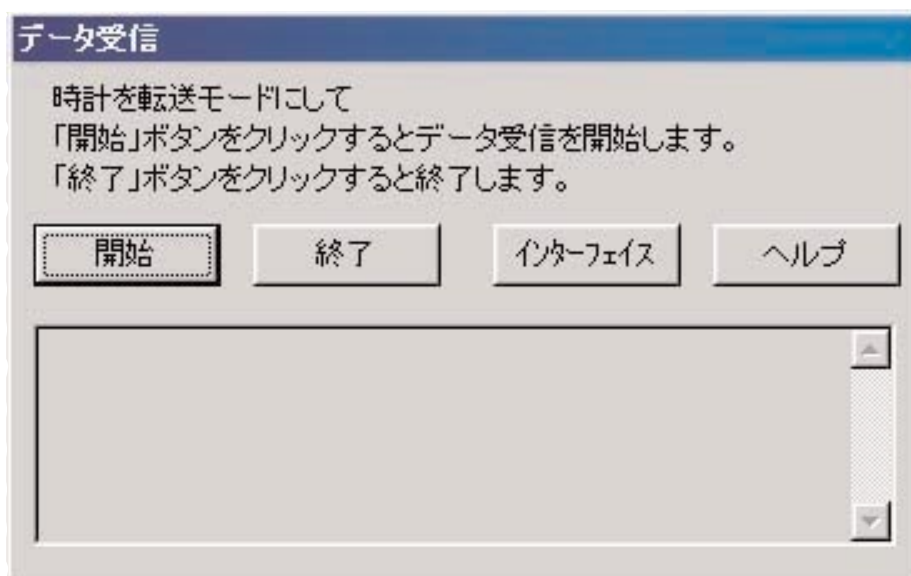 データ受信
時計を転送モードにして
「開始」ボタンをクリックするとデータ受信を開始します。
「終了」ボタンをクリックすると終了します。
開始 終了 インターフェイス ヘルプ